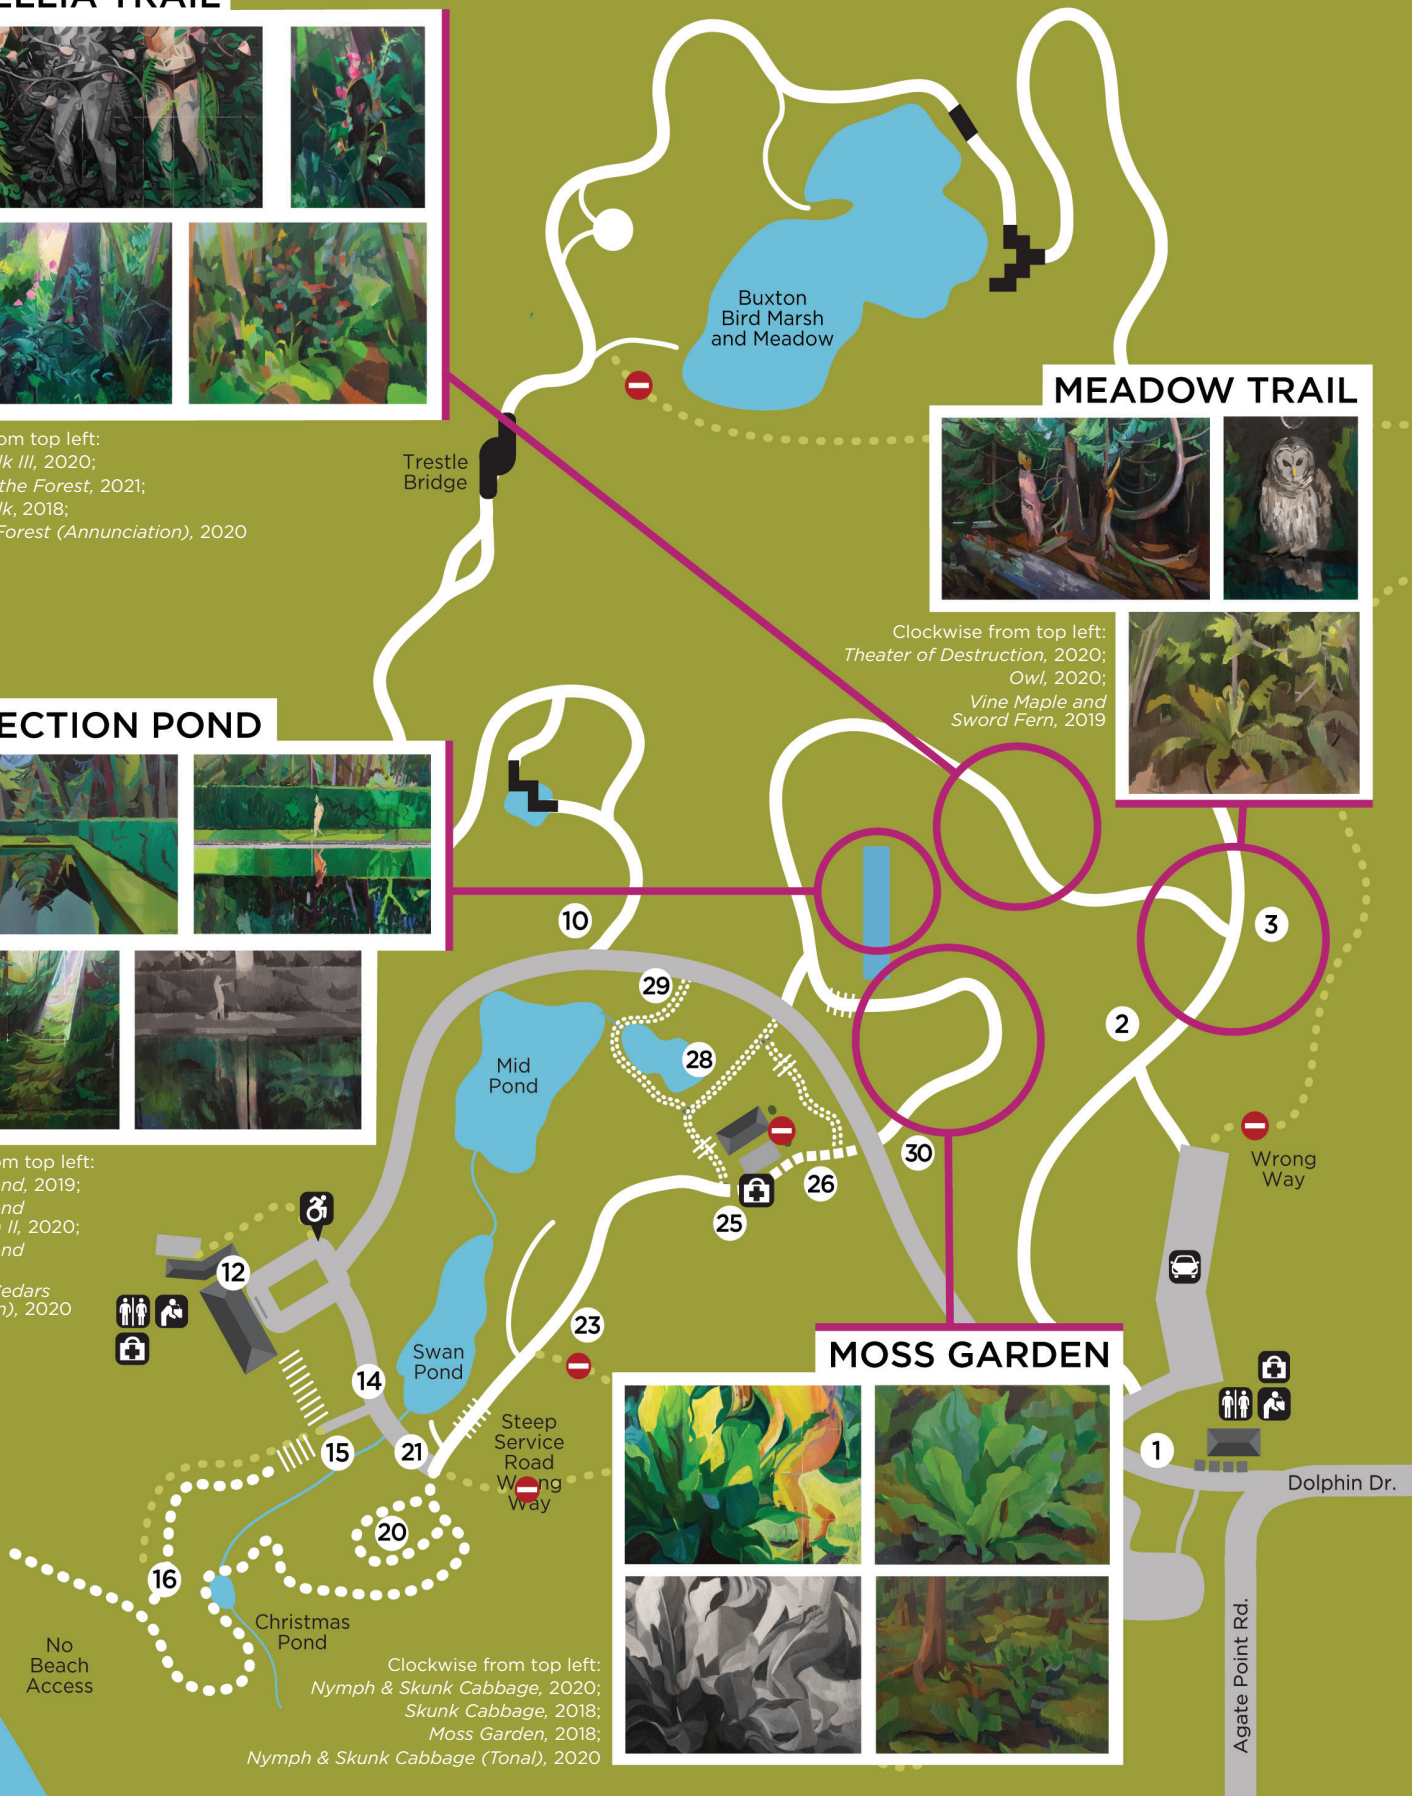 TRAIL
om top left:
lk III, 2020;
the Forest, 2021;
lk, 2018;
Forest (Annunciation), 2020
Trestle
Bridge
Buxton
Bird Marsh
and Meadow
MEADOW TRAIL
Clockwise from top left:
Theater of Destruction, 2020;
Owl, 2020;
Vine Maple and
Sword Fern, 2019
ECTION POND
om top left:
nd, 2019;
nd
II, 2020;
nd
edars
n), 2020
10
3
2
29
28
Mid
Pond
30
26
25
Wrong
Way
12
23
Swan
Pond
14
15
21
Steep
Service
Road
Wrong
Way
20
16
Christmas
Pond
No
Beach
Access
MOSS GARDEN
Clockwise from top left:
Nymph & Skunk Cabbage, 2020;
Skunk Cabbage, 2018;
Moss Garden, 2018;
Nymph & Skunk Cabbage (Tonal), 2020
1
Dolphin Dr.
Agate Point Rd.